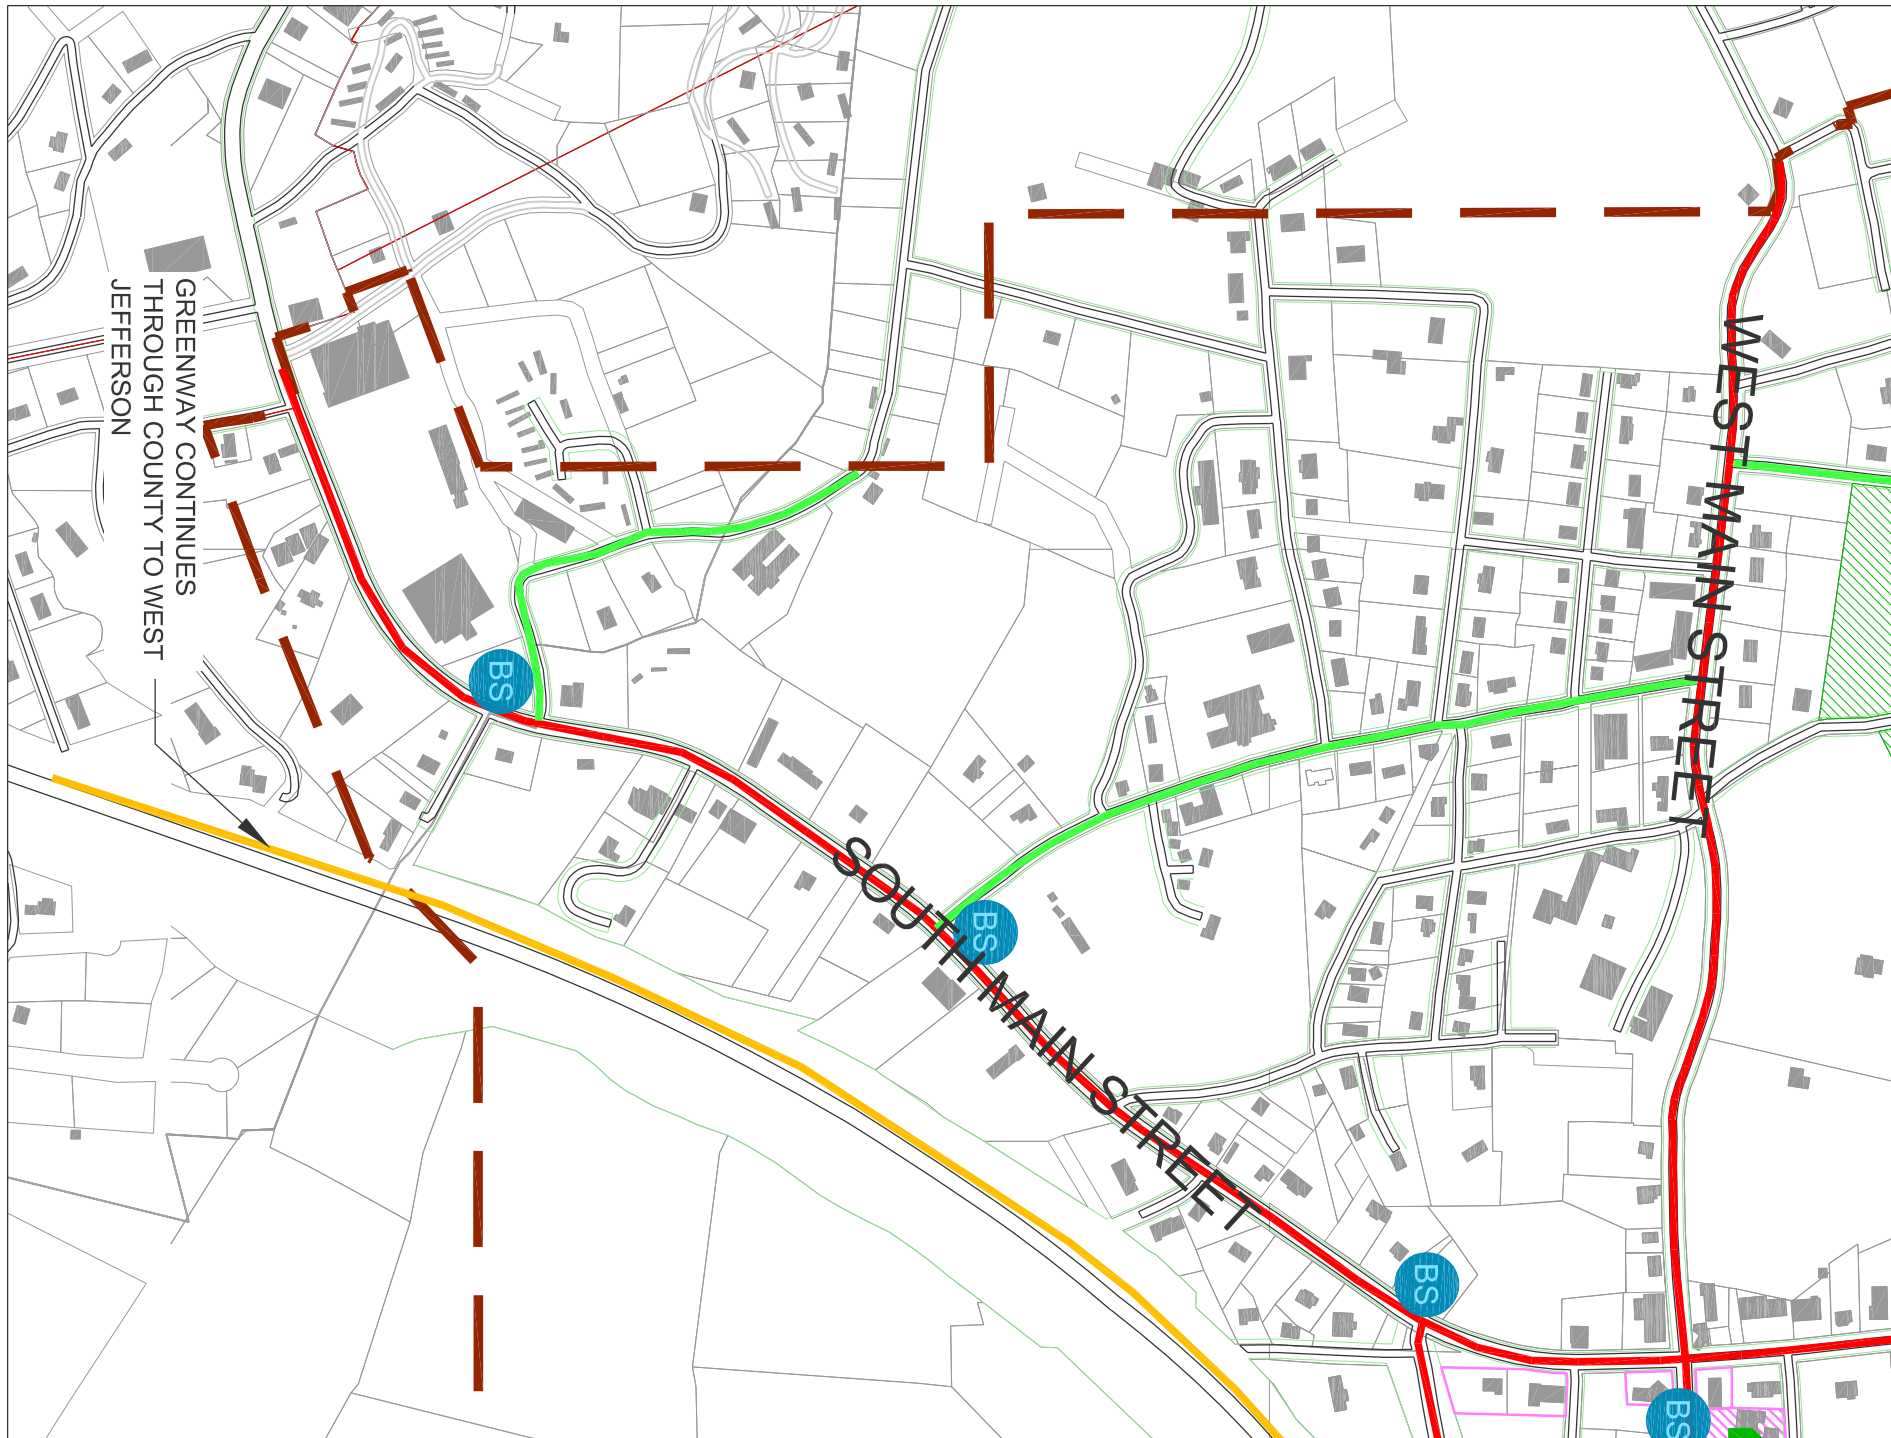 GREENWAY CONTINUES
THROUGH COUNTY TO WEST
JEFFERSON
WEST MAIN STREET
SOUTH MAIN STREET
BS
BS
BS
BS